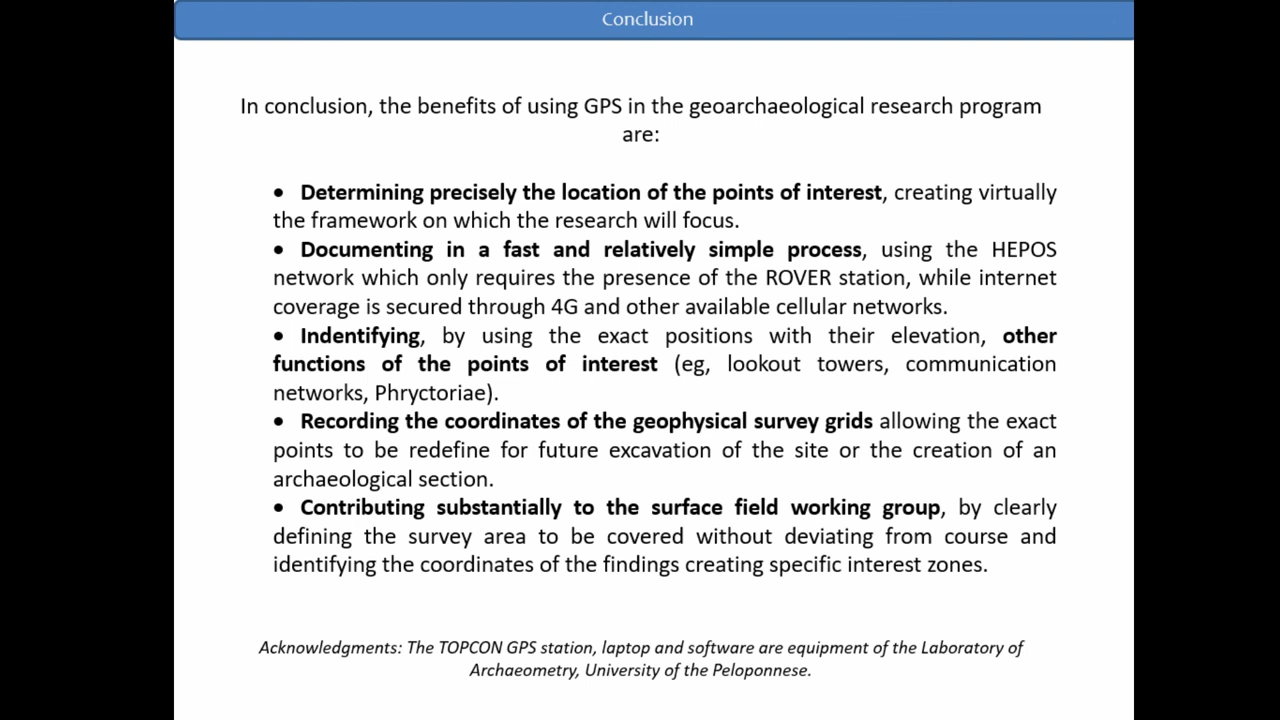 Conclusion
In conclusion, the benefits of using GPS in the geoarchaeological research program
are:
• Determining precisely the location of the points of interest, creating virtually
the framework on which the research will focus.
• Documenting in a fast and relatively simple process, using the HEPOS
network which only requires the presence of the ROVER station, while internet
coverage is secured through 4G and other available cellular networks.
• Indentifying, by using the exact positions with their elevation, other
functions of the points of interest (eg, lookout towers, communication
networks, Phryctoriae).
• Recording the coordinates of the geophysical survey grids allowing the exact
points to be redefine for future excavation of the site or the creation of an
archaeological section.
• Contributing substantially to the surface field working group, by clearly
defining the survey area to be covered without deviating from course and
identifying the coordinates of the findings creating specific interest zones.
Acknowledgments: The TOPCON GPS station, laptop and software are equipment of the Laboratory of
Archaeometry, University of the Peloponnese.